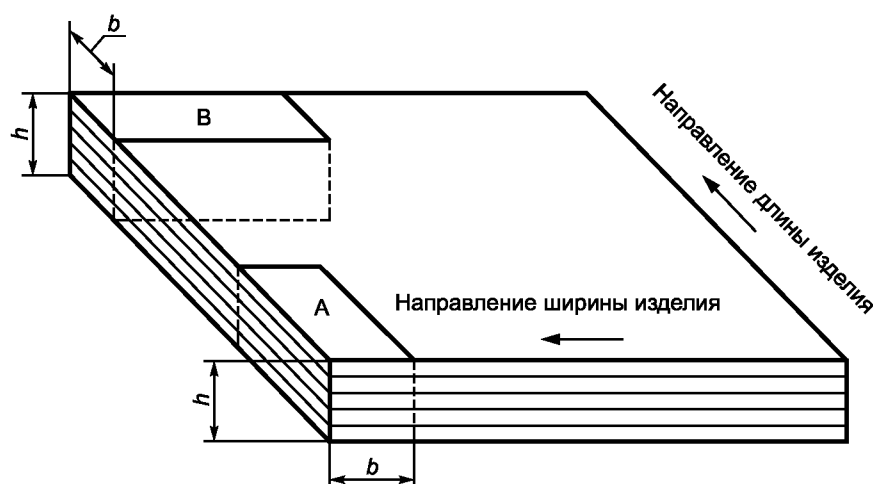 b
h
B
Направление длины изделия
A
Направление ширины изделия
h
b